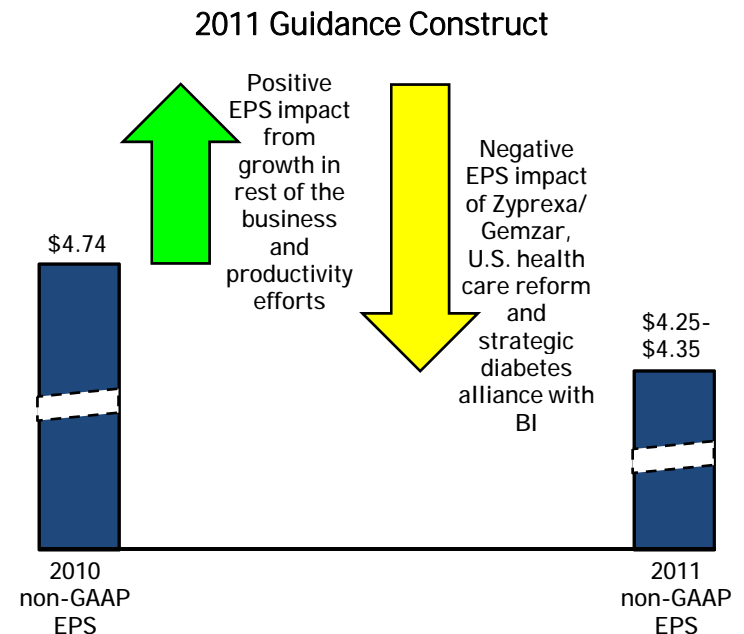 2011 Guidance Construct
Positive
EPS impact
from
growth in
rest of the
business
and
productivity
efforts
Negative
EPS impact
of Zyprexa/
Gemzar,
U.S. health
care reform
and
strategic
diabetes
alliance with
BI
$4.74
$4.25-
$4.35
2010
non-GAAP
EPS
2011
non-GAAP
EPS